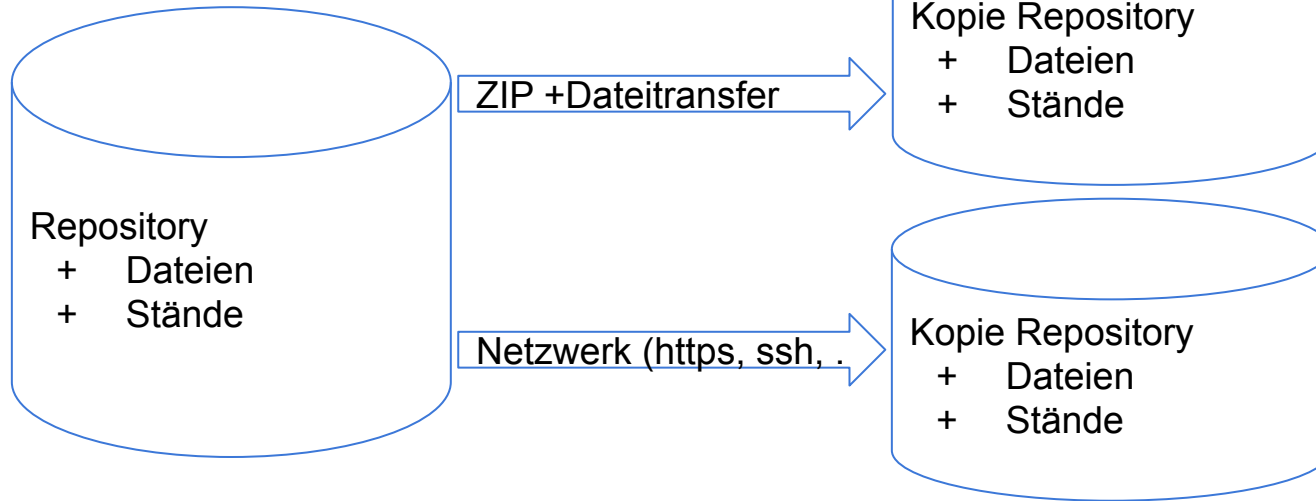 Repository
+ Dateien
+ Stände
ZIP +Dateitransfer
Kopie Repository
+ Dateien
+ Stände
Netzwerk (https, ssh, .
Kopie Repository
+ Dateien
+ Stände